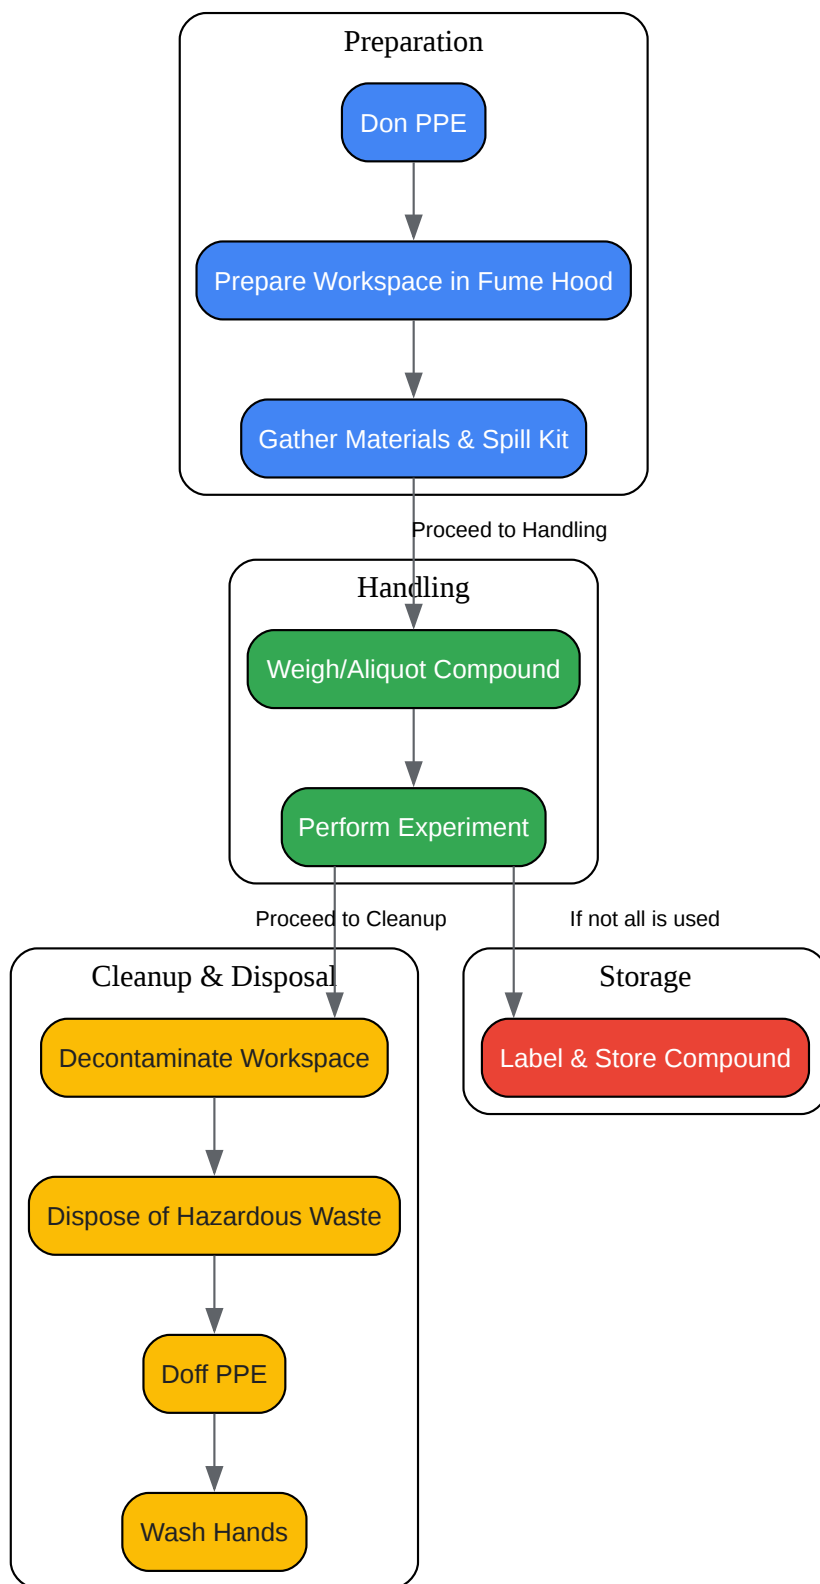 Preparation
Don PPE
Prepare Workspace in Fume Hood
Gather Materials & Spill Kit
Proceed to Handling
Handling
Weigh/Aliquot Compound
Perform Experiment
Proceed to Cleanup
If not all is used
Cleanup & Disposal
Storage
Decontaminate Workspace
Label & Store Compound
Dispose of Hazardous Waste
Doff PPE
Wash Hands